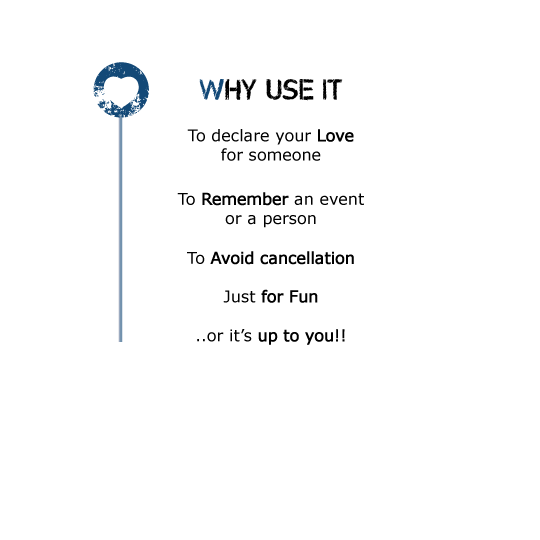 WHY USE IT
To declare your Love
for someone
To Remember an event
or a person
To Avoid cancellation
Just for Fun
..or it's up to you!!